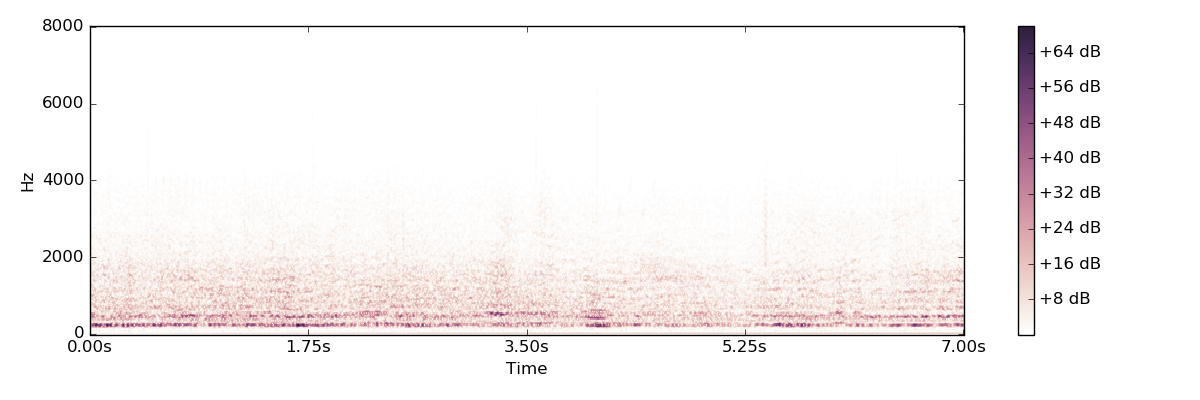 8000
6000
4000
2000
0
Hz
0.00s 1.75s 3.50s 5.25s 7.00s
Time
+64 dB
+56 dB
+48 dB
+40 dB
+32 dB
+24 dB
+16 dB
+8 dB